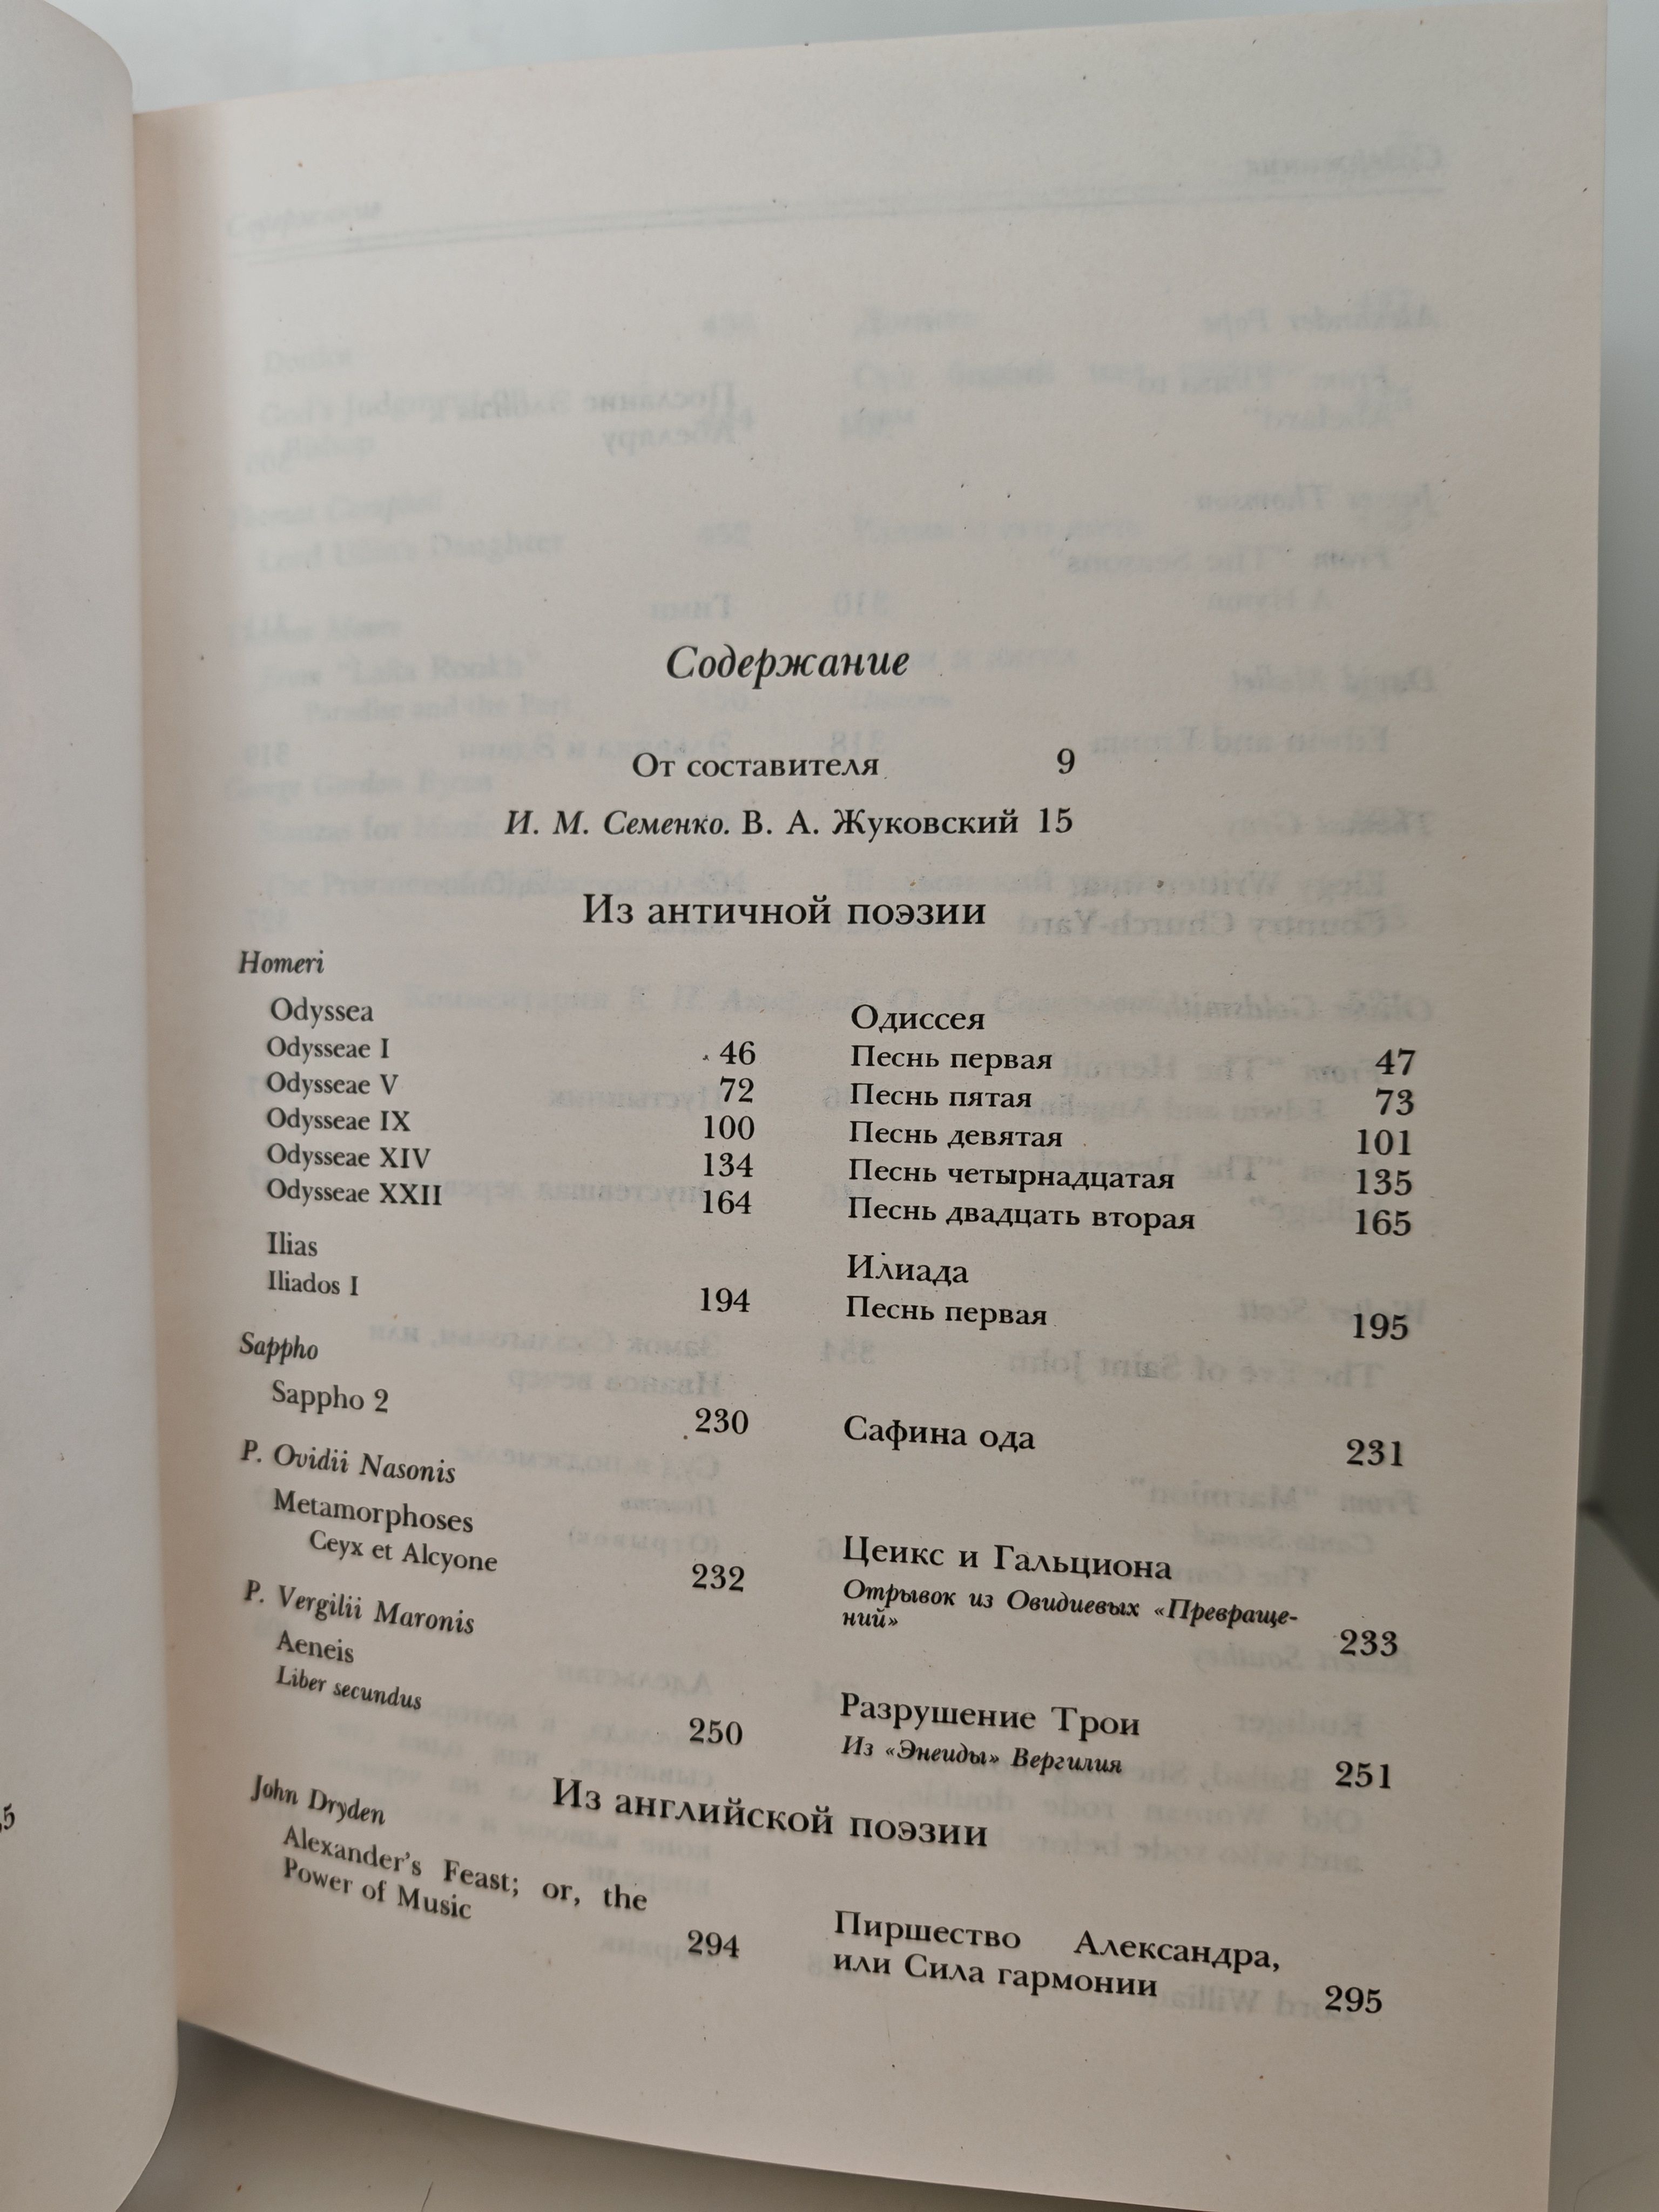 Содержание
От составителя 9
И. М. Семенко. В. А. Жуковский 15
Из античной поэзии
Homeri
Odyssea Одиссея
Odysseae I 46 Песнь первая 47
Odysseae V 72 Песнь пятая 73
Odysseae IX 100 Песнь девятая 101
Odysseae XIV 134 Песнь четырнадцатая 135
Odysseae XXII 164 Песнь двадцать вторая 165
Ilias Илиада
Iliados I 194 Песнь первая 195
Sappho
Sappho 2 230 Сафина ода 231
P. Ovidii Nasonis
Metamorphoses Цеикс и Гальциона
Ceyx et Alcyone 232 Отрывок из Овидиевых «Превраще-
ний» 233
P. Vergilii Maronis
Aeneis Разрушение Трои
Liber secundus 250 Из «Энеиды» Вергилия 251
Из английской поэзии
John Dryden
Alexander's Feast; or, the Пиршество Александра,
Power of Music 294 или Сила гармонии 295